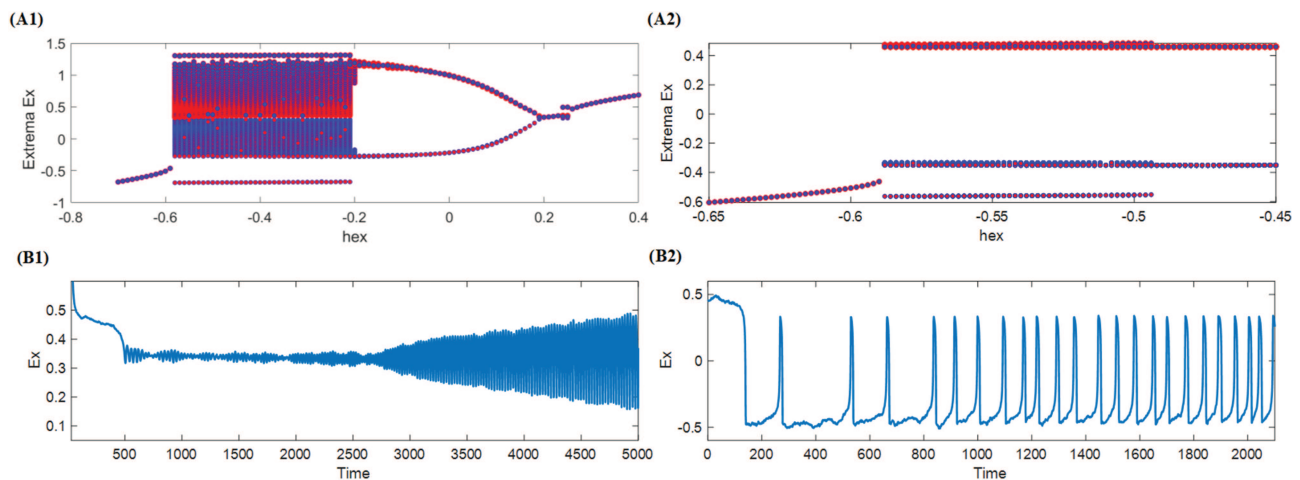 (A1)
1.5
1
0.5
0
-0.5
-1
Extrema Ex
-0.8 -0.6 -0.4 -0.2 0 0.2 0.4
hex
(A2)
0.4
0.2
0
-0.2
-0.4
-0.6
Extrema Ex
-0.65 -0.6 -0.55 -0.5 -0.45
hex
(B1)
0.5
0.4
0.3
0.2
0.1
Ex
500 1000 1500 2000 2500 3000 3500 4000 4500 5000
Time
(B2)
0.5
0
-0.5
Ex
0 200 400 600 800 1000 1200 1400 1600 1800 2000
Time